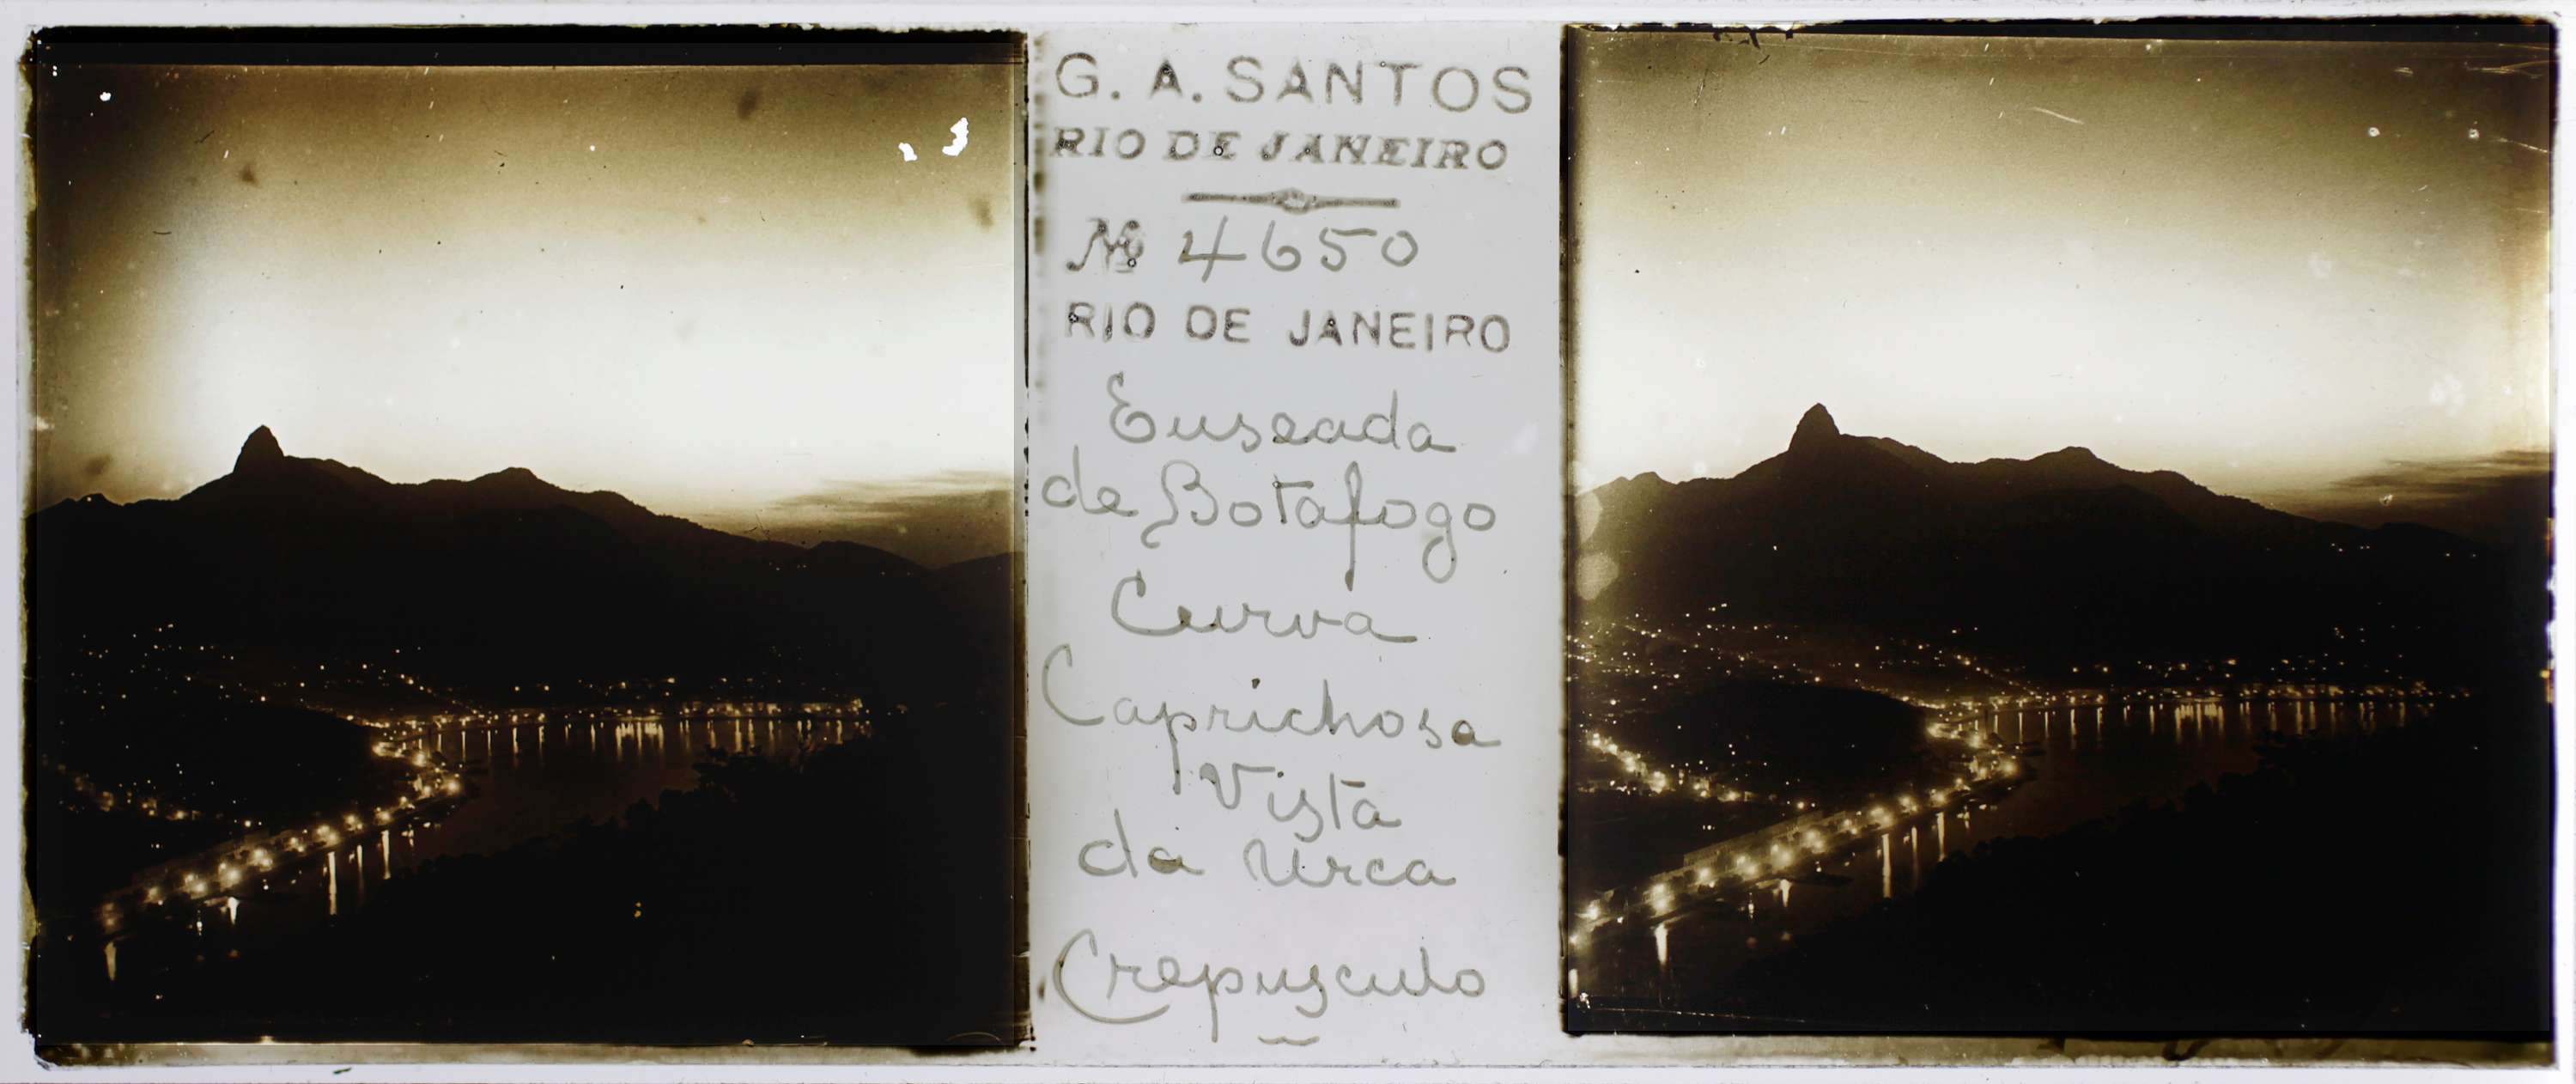 G. A. SANTOS
RIO DE JANEIRO
№ 4650
RIO DE JANEIRO
Enseada
de Botafogo
Curva
Caprichosa
Vista
da Urca
Crepusculo